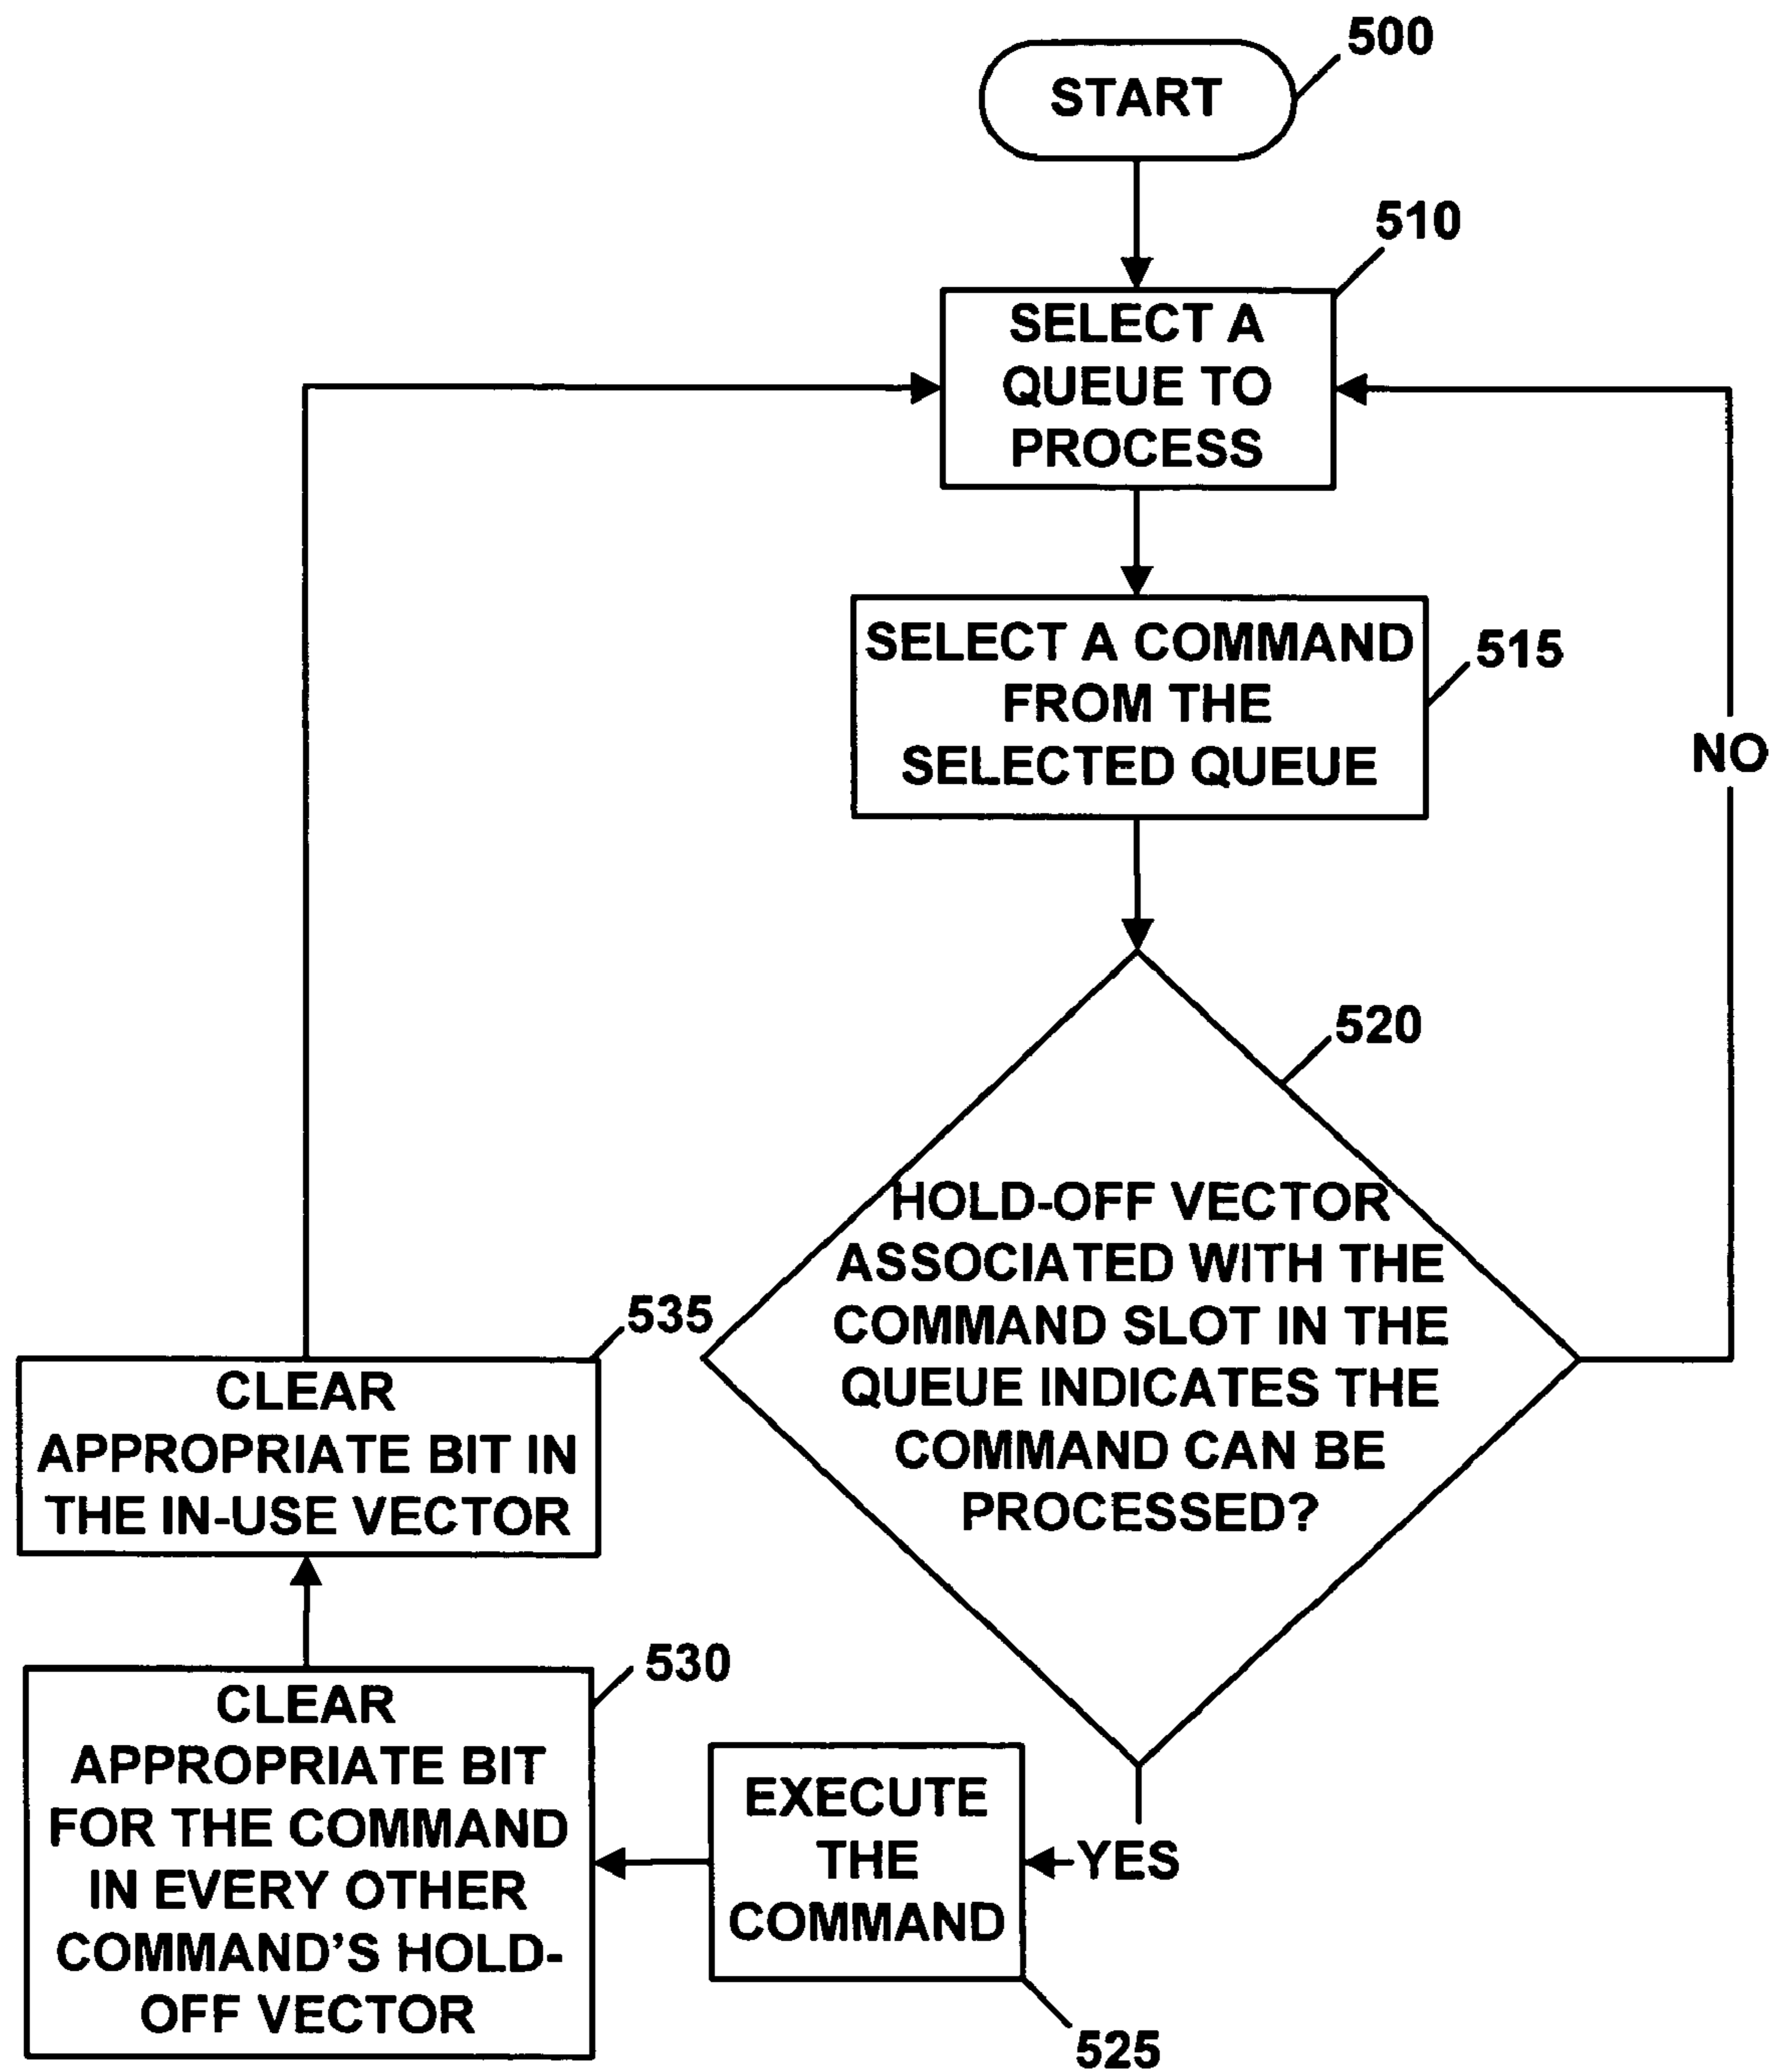 500
START
510
SELECT A
QUEUE TO
PROCESS
SELECT A COMMAND
FROM THE
SELECTED QUEUE
515
NO
520
HOLD-OFF VECTOR
ASSOCIATED WITH THE
COMMAND SLOT IN THE
QUEUE INDICATES THE
COMMAND CAN BE
PROCESSED?
YES
EXECUTE
THE
COMMAND
525
530
CLEAR
APPROPRIATE BIT
FOR THE COMMAND
IN EVERY OTHER
COMMAND'S HOLD-
OFF VECTOR
535
CLEAR
APPROPRIATE BIT IN
THE IN-USE VECTOR